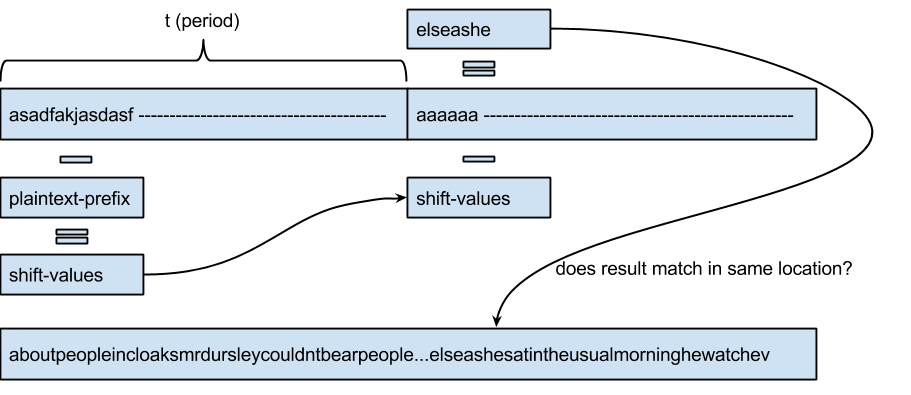 t (period)
elseashe
asadfakjasdasf ----------------------------------------
aaaaaa --------------------------------------------------
plaintext-prefix
shift-values
shift-values
does result match in same location?
aboutpeopleincloaksmrdursleycouldntbearpeople...elseashesatintheusualmorninghewatchev